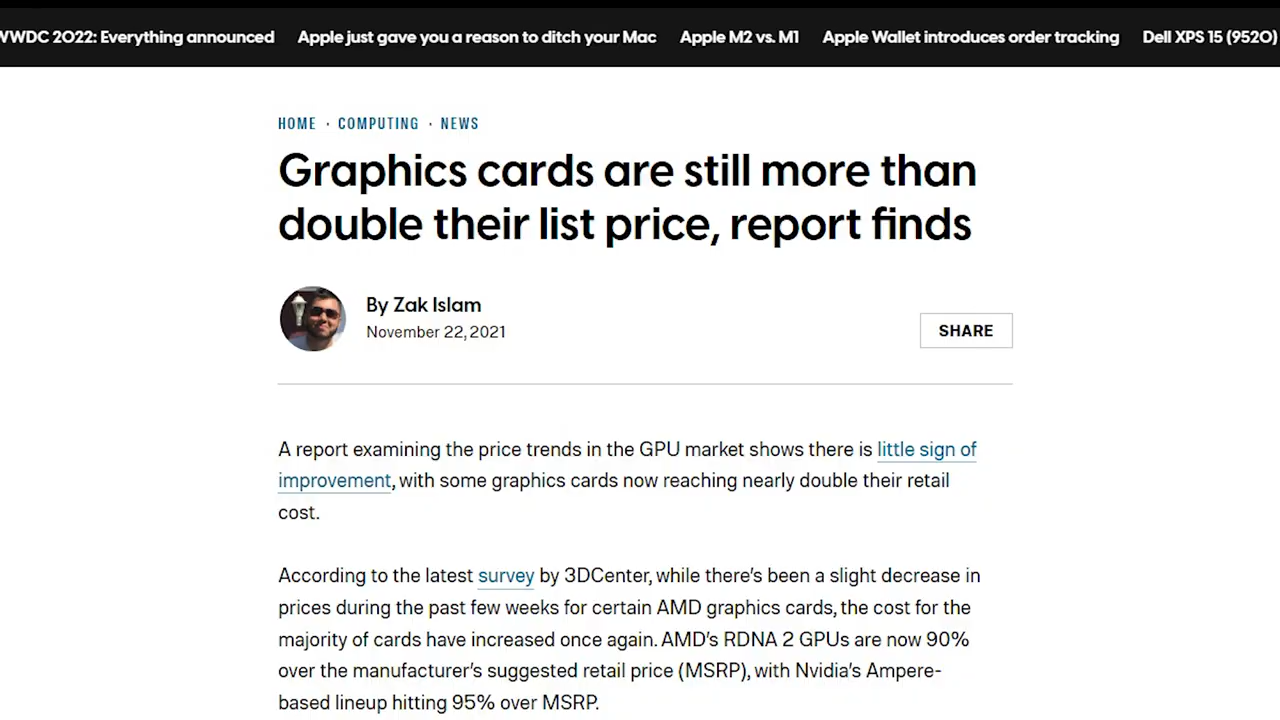 WWDC 2022: Everything announced Apple just gave you a reason to ditch your Mac Apple M2 vs. M1 Apple Wallet introduces order tracking Dell XPS 15 (9520)
HOME · COMPUTING · NEWS
Graphics cards are still more than
double their list price, report finds
By Zak Islam
November 22, 2021
SHARE
A report examining the price trends in the GPU market shows there is little sign of
improvement, with some graphics cards now reaching nearly double their retail
cost.
According to the latest survey by 3DCenter, while there's been a slight decrease in
prices during the past few weeks for certain AMD graphics cards, the cost for the
majority of cards have increased once again. AMD's RDNA 2 GPUs are now 90%
over the manufacturer's suggested retail price (MSRP), with Nvidia's Ampere-
based lineup hitting 95% over MSRP.